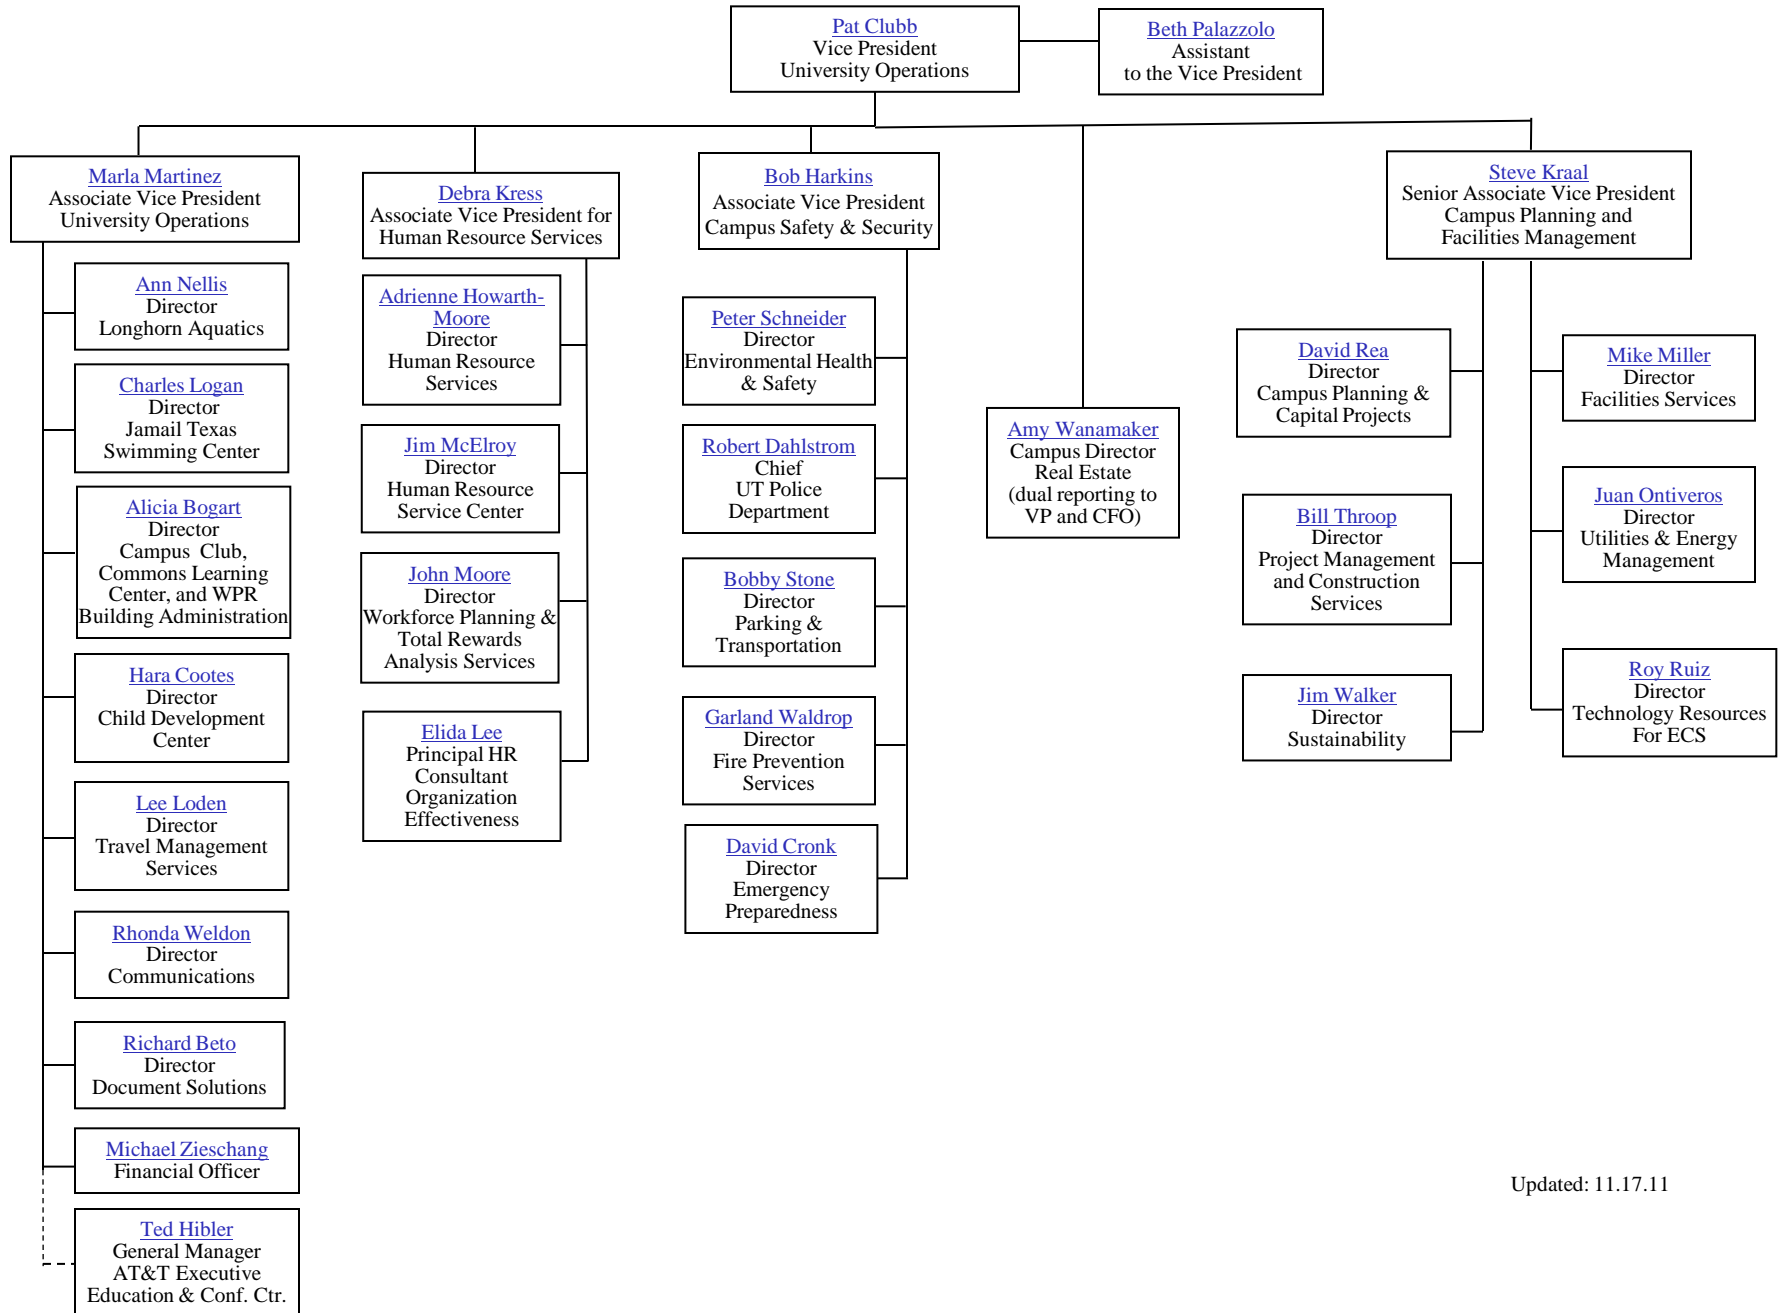 Pat Clubb
Vice President
University Operations
Beth Palazzolo
Assistant
to the Vice President
Marla Martinez
Associate Vice President
University Operations
Ann Nellis
Director
Longhorn Aquatics
Charles Logan
Director
Jamail Texas
Swimming Center
Alicia Bogart
Director
Campus Club,
Commons Learning
Center, and WPR
Building Administration
Hara Cootes
Director
Child Development
Center
Lee Loden
Director
Travel Management
Services
Rhonda Weldon
Director
Communications
Richard Beto
Director
Document Solutions
Michael Zieschang
Financial Officer
Ted Hibler
General Manager
AT&T Executive
Education & Conf. Ctr.
Debra Kress
Associate Vice President for
Human Resource Services
Adrienne Howarth-
Moore
Director
Human Resource
Services
Jim McElroy
Director
Human Resource
Service Center
John Moore
Director
Workforce Planning &
Total Rewards
Analysis Services
Elida Lee
Principal HR
Consultant
Organization
Effectiveness
Bob Harkins
Associate Vice President
Campus Safety & Security
Peter Schneider
Director
Environmental Health
& Safety
Robert Dahlstrom
Chief
UT Police
Department
Bobby Stone
Director
Parking &
Transportation
Garland Waldrop
Director
Fire Prevention
Services
David Cronk
Director
Emergency
Preparedness
Amy Wanamaker
Campus Director
Real Estate
(dual reporting to
VP and CFO)
Steve Kraal
Senior Associate Vice President
Campus Planning and
Facilities Management
David Rea
Director
Campus Planning &
Capital Projects
Bill Throop
Director
Project Management
and Construction
Services
Jim Walker
Director
Sustainability
Mike Miller
Director
Facilities Services
Juan Ontiveros
Director
Utilities & Energy
Management
Roy Ruiz
Director
Technology Resources
For ECS
Updated: 11.17.11